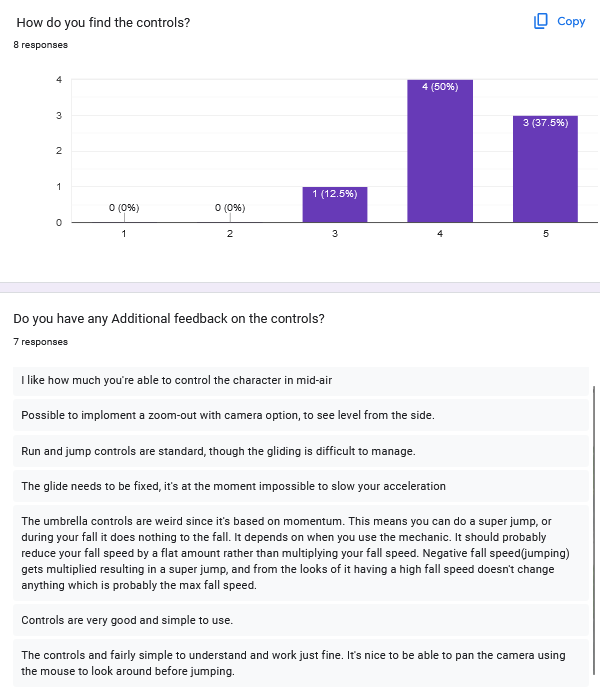 How do you find the controls?
Copy
8 responses
4
3
2
1
0
0 (0%)
0 (0%)
1 (12.5%)
4 (50%)
3 (37.5%)
1
2
3
4
5
Do you have any Additional feedback on the controls?
7 responses
I like how much you're able to control the character in mid-air
Possible to imploment a zoom-out with camera option, to see level from the side.
Run and jump controls are standard, though the gliding is difficult to manage.
The glide needs to be fixed, it's at the moment impossible to slow your acceleration
The umbrella controls are weird since it's based on momentum. This means you can do a super jump, or
during your fall it does nothing to the fall. It depends on when you use the mechanic. It should probably
reduce your fall speed by a flat amount rather than multiplying your fall speed. Negative fall speed(jumping)
gets multiplied resulting in a super jump, and from the looks of it having a high fall speed doesn't change
anything which is probably the max fall speed.
Controls are very good and simple to use.
The controls and fairly simple to understand and work just fine. It's nice to be able to pan the camera using
the mouse to look around before jumping.